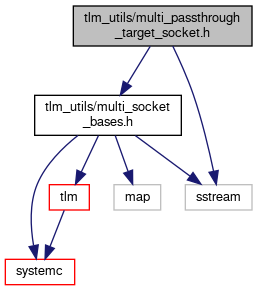 tlm_utils/multi_passthrough
_target_socket.h
tlm_utils/multi_socket
_bases.h
tlm
map
sstream
systemc